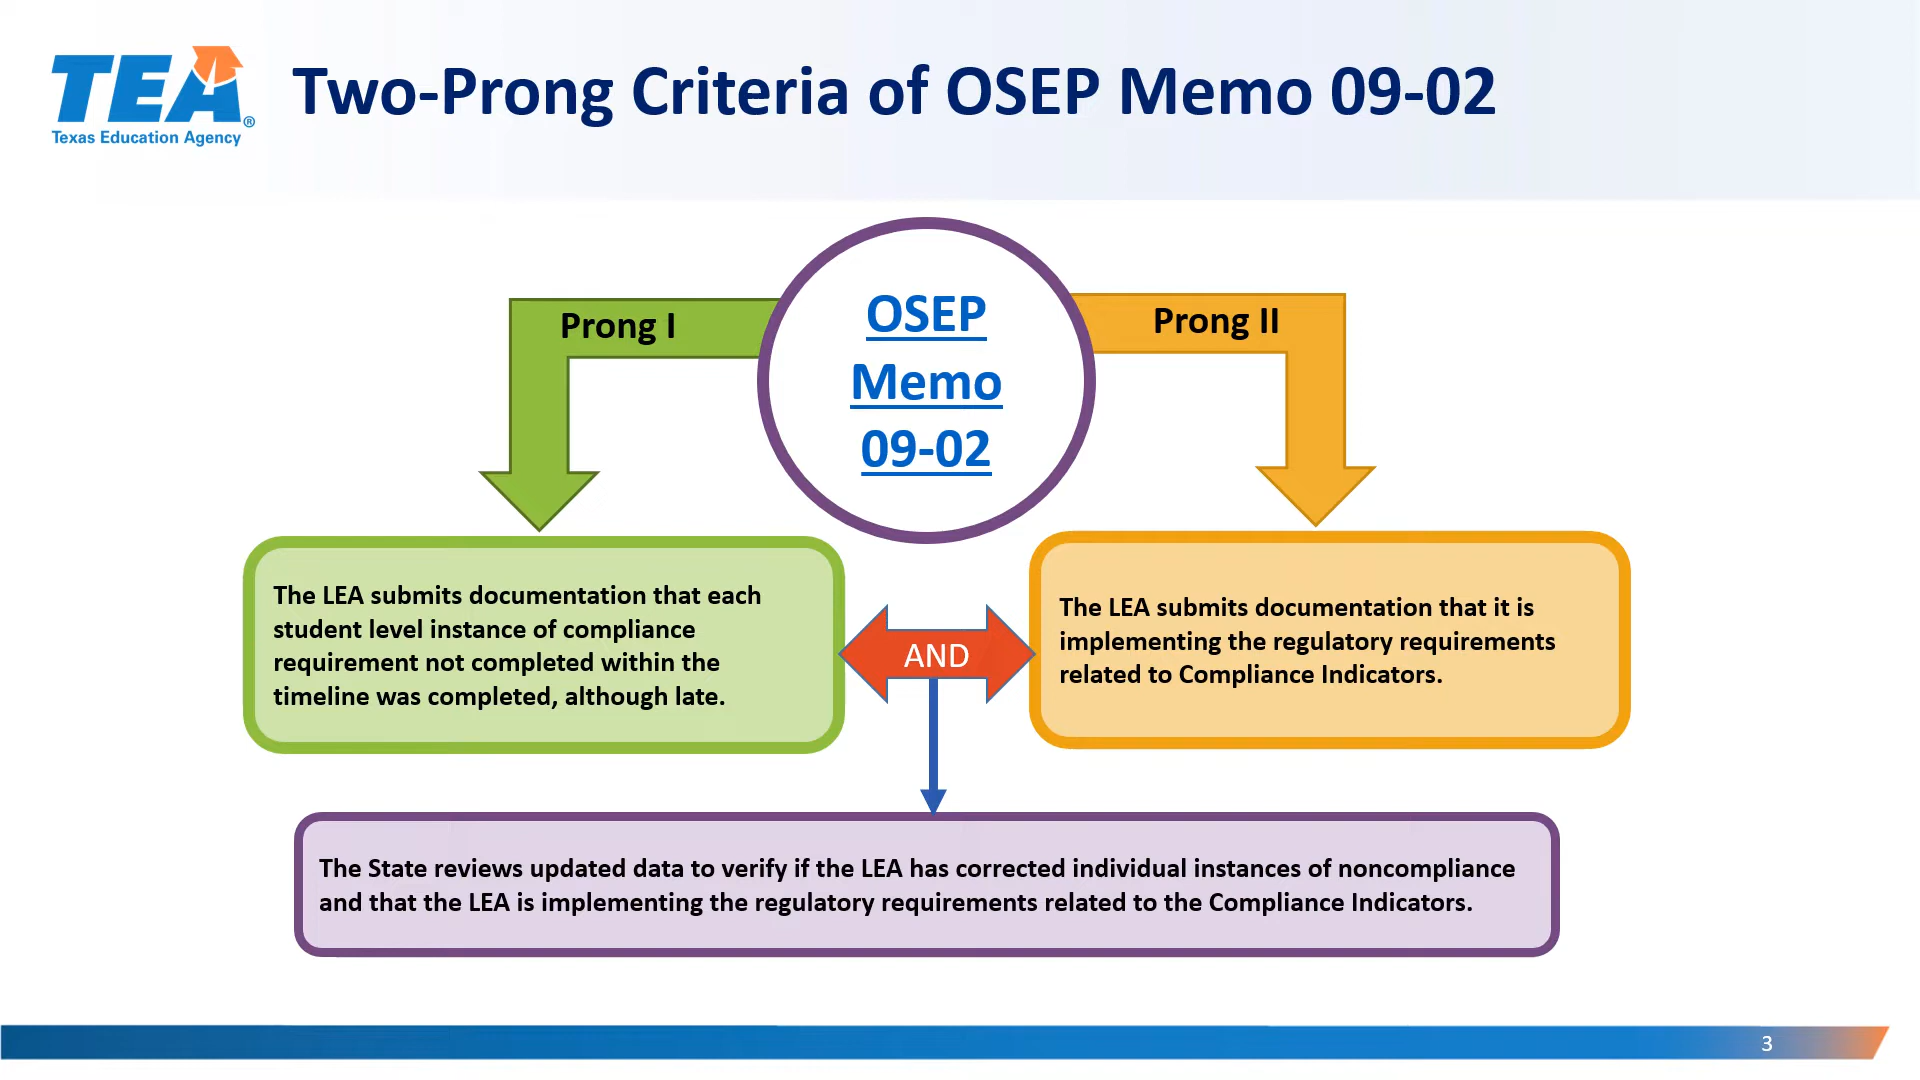 TEA®
Texas Education Agency
Two-Prong Criteria of OSEP Memo 09-02
Prong I
OSEP
Memo
09-02
Prong II
The LEA submits documentation that each
student level instance of compliance
requirement not completed within the
timeline was completed, although late.
AND
The LEA submits documentation that it is
implementing the regulatory requirements
related to Compliance Indicators.
The State reviews updated data to verify if the LEA has corrected individual instances of noncompliance
and that the LEA is implementing the regulatory requirements related to the Compliance Indicators.
3